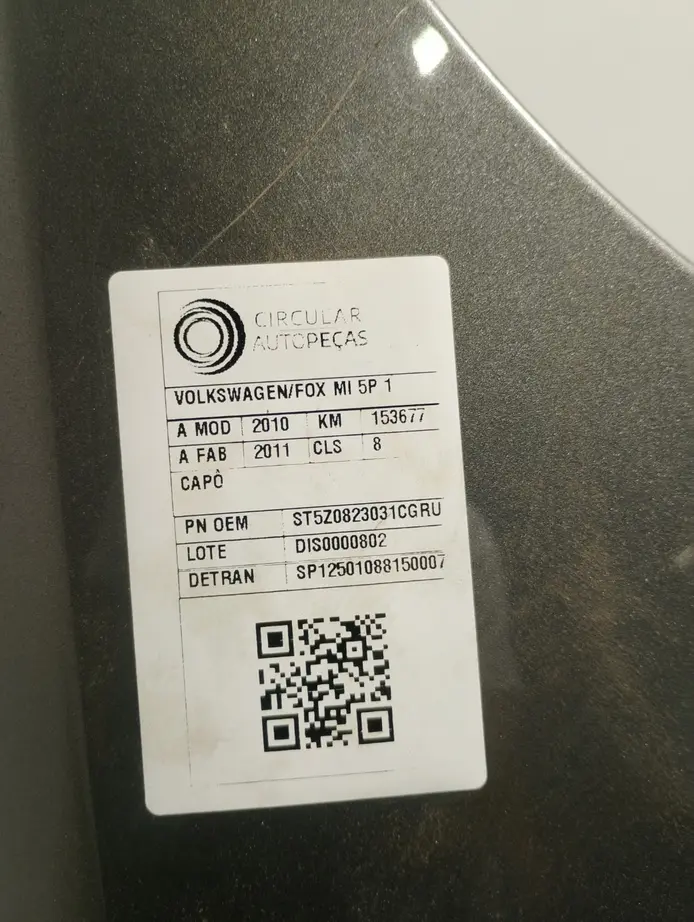 CIRCULAR
AUTOPEÇAS
VOLKSWAGEN/FOX MI 5P 1
A MOD 2010 KM 153677
A FAB 2011 CLS 8
CAPÔ
PN OEM ST5Z0823031CGRU
LOTE DIS0000802
DETRAN SP12501088150007